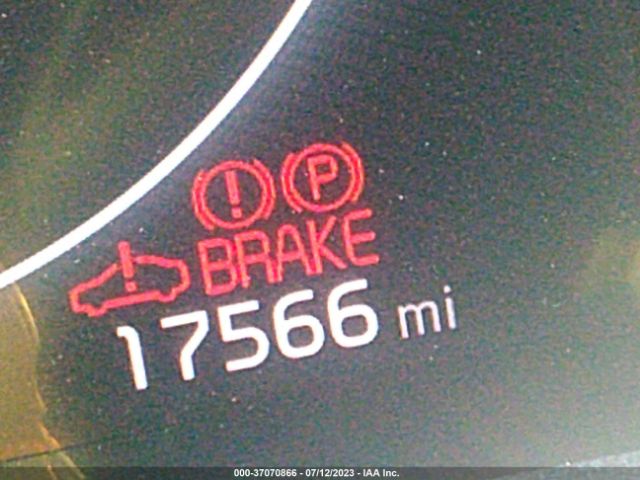 ! P
BRAKE
17566 mi
000-37070866 - 07/12/2023 - IAA Inc.